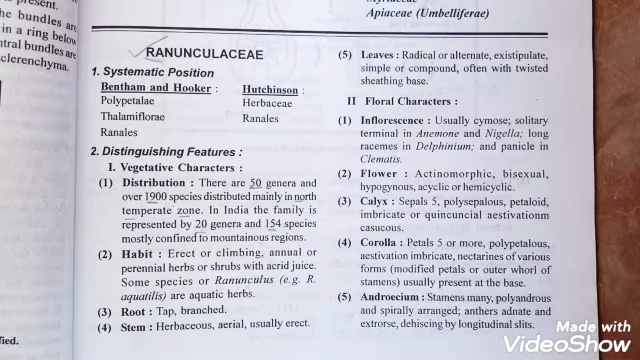 present.
he bundles are
in a ring below
ntral bundles are
clerenchyma.
fied.
RANUNCULACEAE
1. Systematic Position
Bentham and Hooker : Hutchinson :
Polypetalae Herbaceae
Thalamiflorae Ranales
Ranales
2. Distinguishing Features :
I. Vegetative Characters :
(1) Distribution : There are 50 genera and
over 1900 species distributed mainly in north
temperate zone. In India the family is
represented by 20 genera and 154 species
mostly confined to mountainous regions.
(2) Habit : Erect or climbing, annual or
perennial herbs or shrubs with acrid juice.
Some species or Ranunculus (e.g. R.
aquatilis) are aquatic herbs.
(3) Root : Tap, branched.
(4) Stem : Herbaceous, aerial, usually erect.
Apiaceae (Umbelliferae)
(5) Leaves : Radical or alternate, existipulate,
simple or compound, often with twisted
sheathing base.
II Floral Characters :
(1) Inflorescence : Usually cymose; solitary
terminal in Anemone and Nigella; long
racemes in Delphinium; and panicle in
Clematis.
(2) Flower : Actinomorphic, bisexual,
hypogynous, acyclic or hemicyclic.
(3) Calyx : Sepals 5, polysepalous, petaloid,
imbricate or quincuncial aestivationm
casucous.
(4) Corolla : Petals 5 or more, polypetalous,
aestivation imbricate, nectarines of various
forms (modified petals or outer whorl of
stamens) usually present at the base.
(5) Androecium : Stamens many, polyandrous
and spirally arranged; anthers adnate and
extrorse, dehiscing by longitudinal slits.
Made with
VideoShow